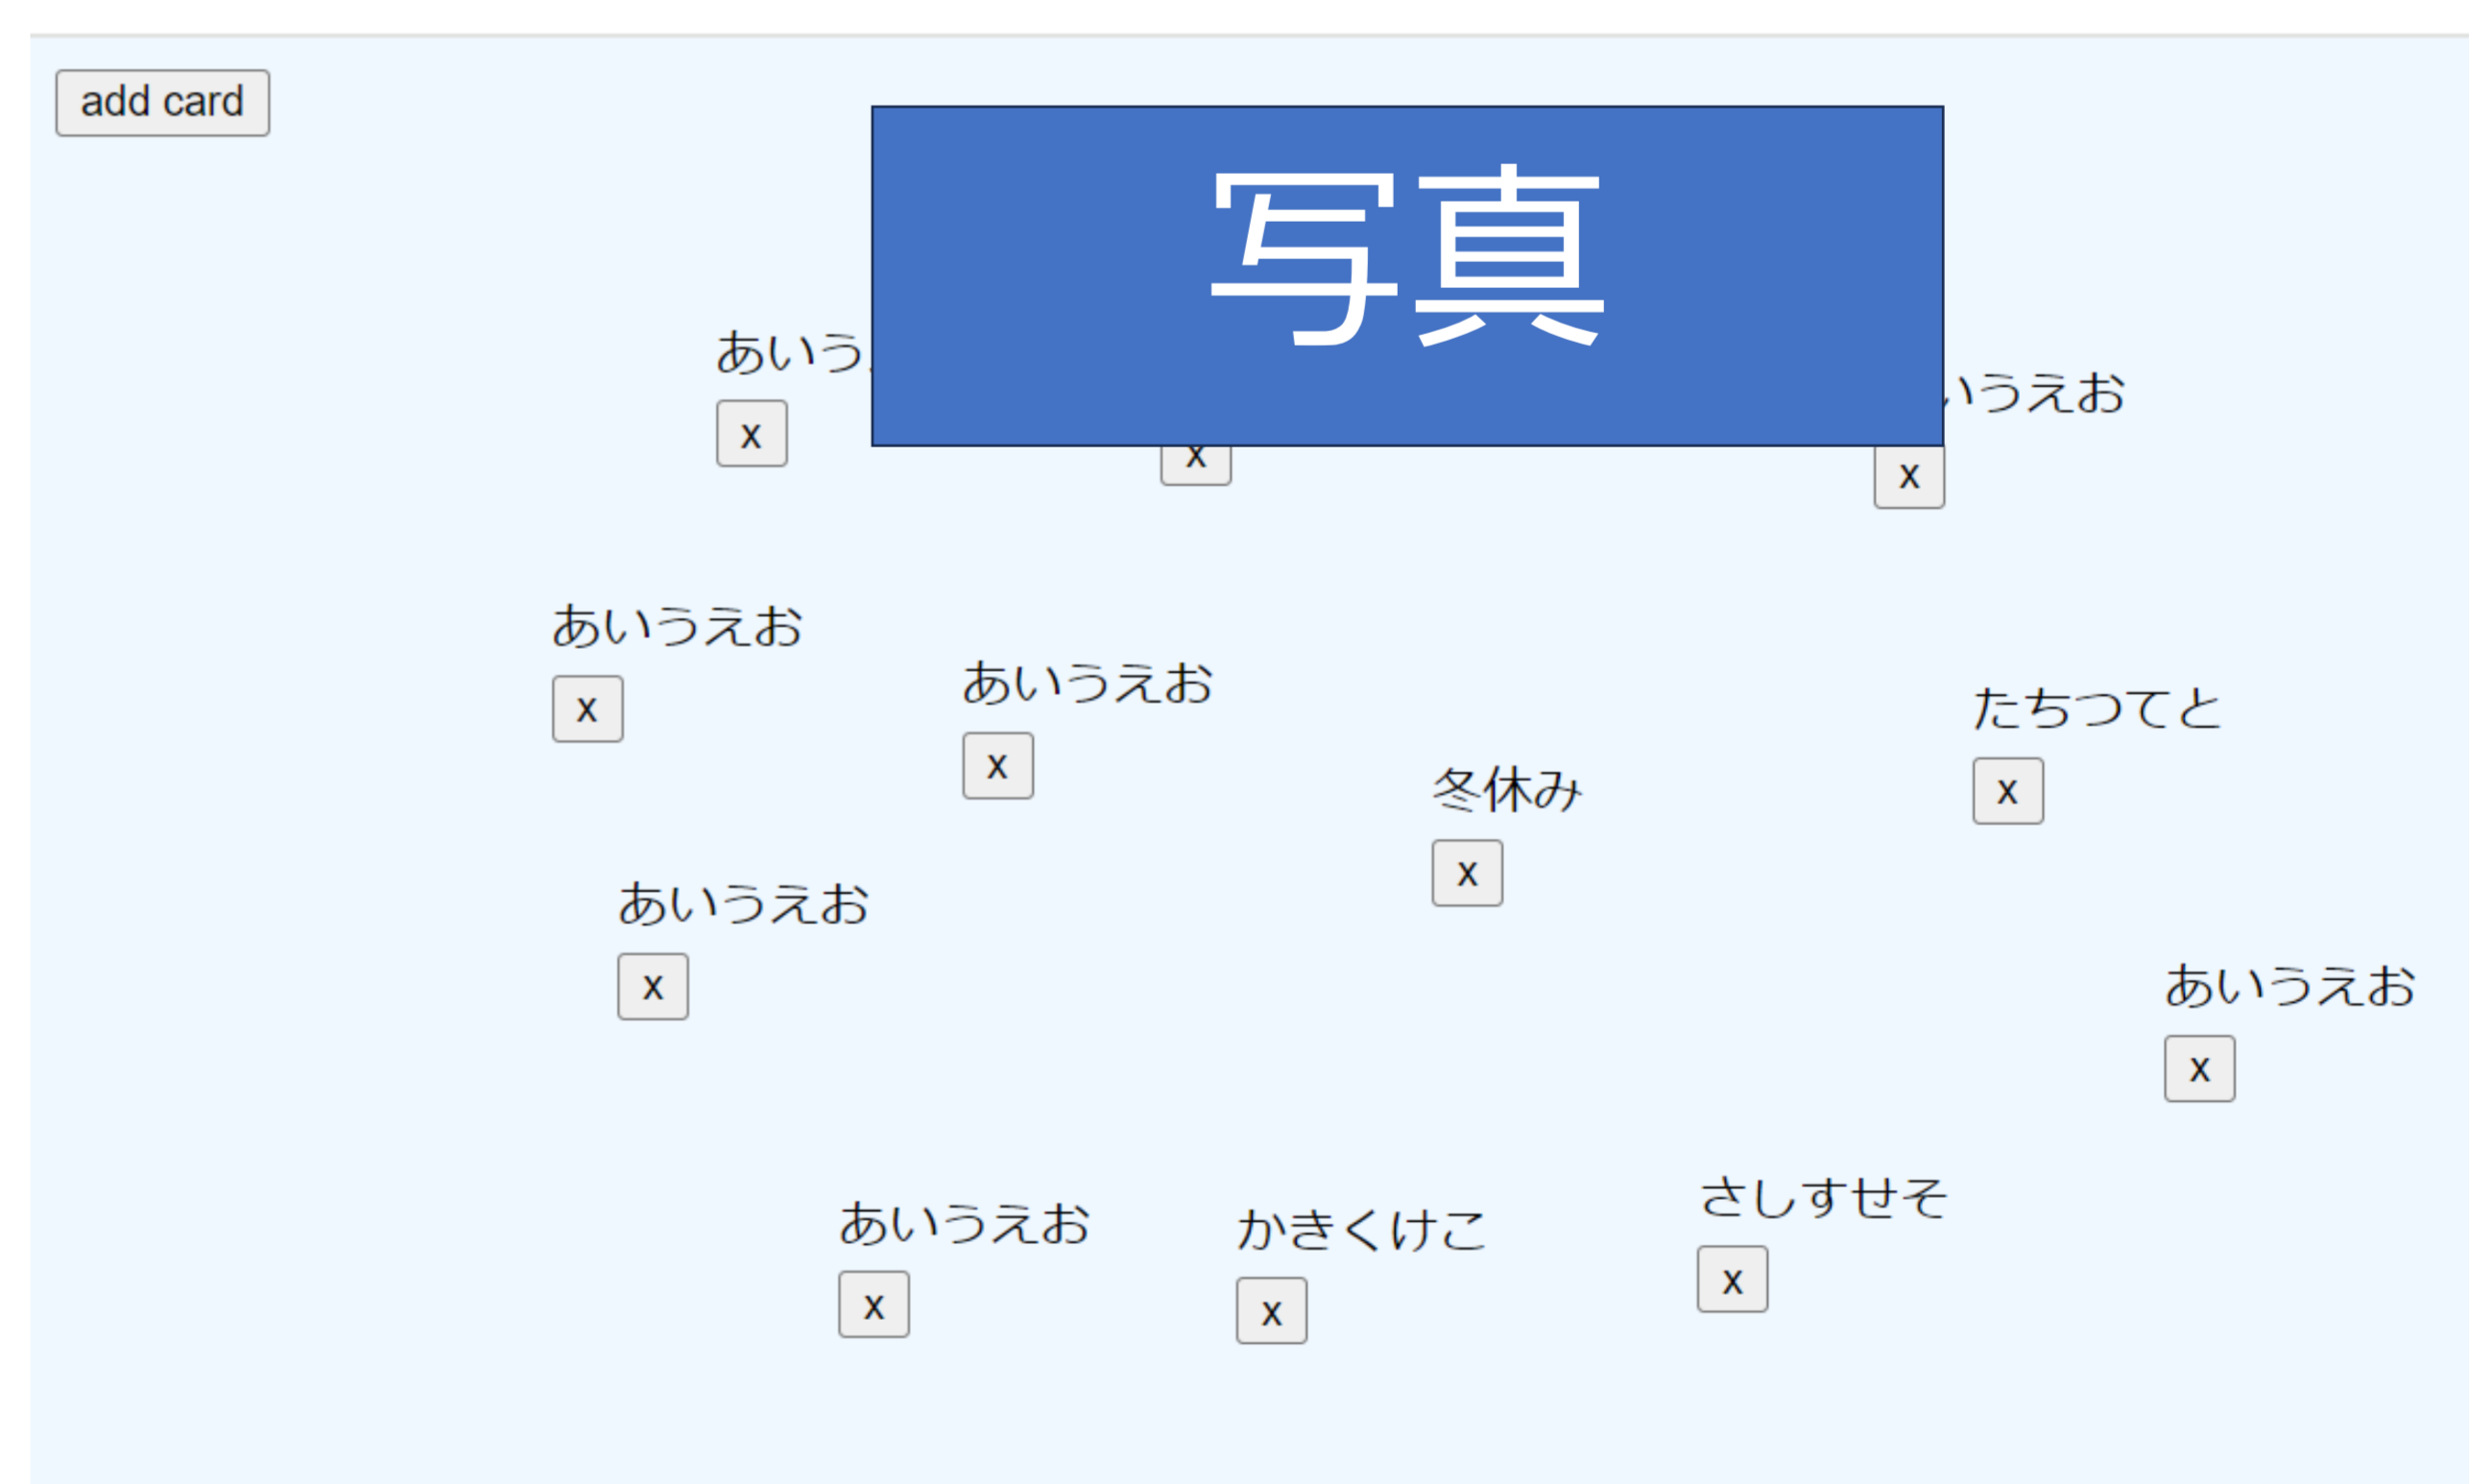 add card
写真
あいう
いうえお
x
x
x
あいうえお
x
あいうえお
x
たちつてと
x
冬休み
x
あいうえお
x
あいうえお
x
さしすせそ
x
あいうえお
x
かきくけこ
x